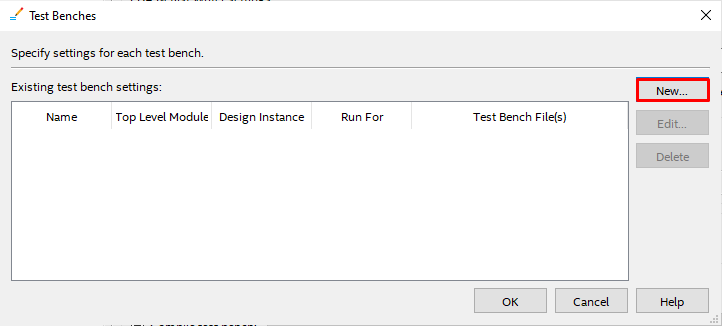 Test Benches
Specify settings for each test bench.
Existing test bench settings:
New...
Name Top Level Module Design Instance Run For Test Bench File(s)
Edit...
Delete
OK Cancel Help